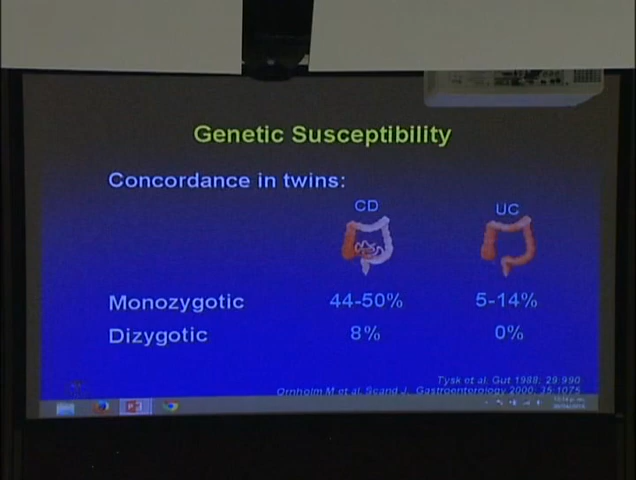 Genetic Susceptibility
Concordance in twins:
CD UC
Monozygotic 44-50% 5-14%
Dizygotic 8% 0%
Tysk et al, Gut 1988; 29:990
Ornholm M et al, Scand J. Gastroenterology 2000; 35:1075